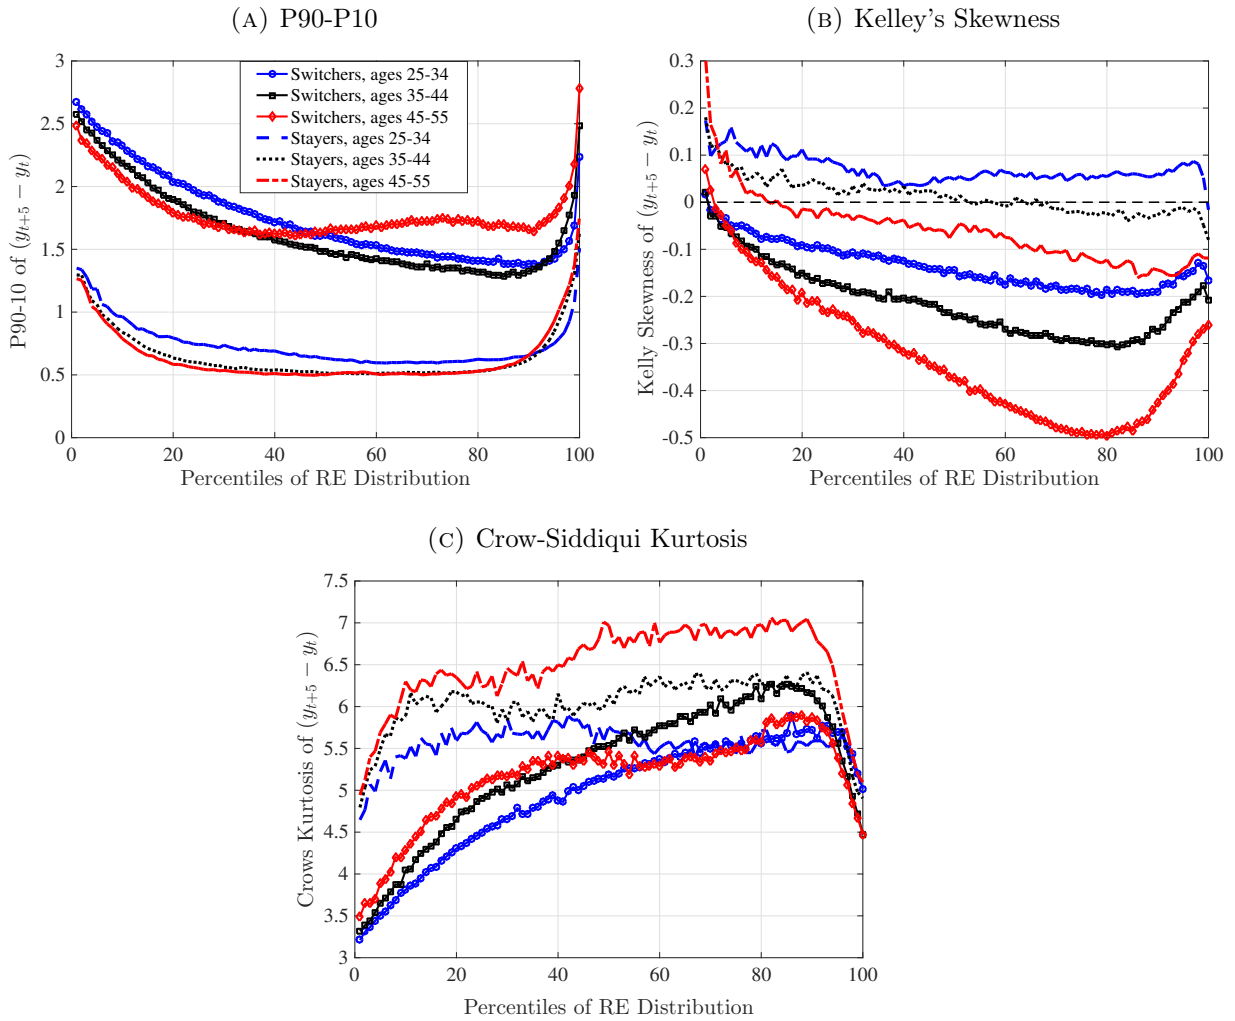 (A) P90-P10
P90-10 of (y_{t+5} − y_t)
3
2.5
2
1.5
1
0.5
0
Switchers, ages 25-34
Switchers, ages 35-44
Switchers, ages 45-55
Stayers, ages 25-34
Stayers, ages 35-44
Stayers, ages 45-55
0 20 40 60 80 100
Percentiles of RE Distribution
(B) Kelley's Skewness
Kelly Skewness of (y_{t+5} − y_t)
0.3
0.2
0.1
0
-0.1
-0.2
-0.3
-0.4
-0.5
0 20 40 60 80 100
Percentiles of RE Distribution
(C) Crow-Siddiqui Kurtosis
Crows Kurtosis of (y_{t+5} − y_t)
7.5
7
6.5
6
5.5
5
4.5
4
3.5
3
0 20 40 60 80 100
Percentiles of RE Distribution